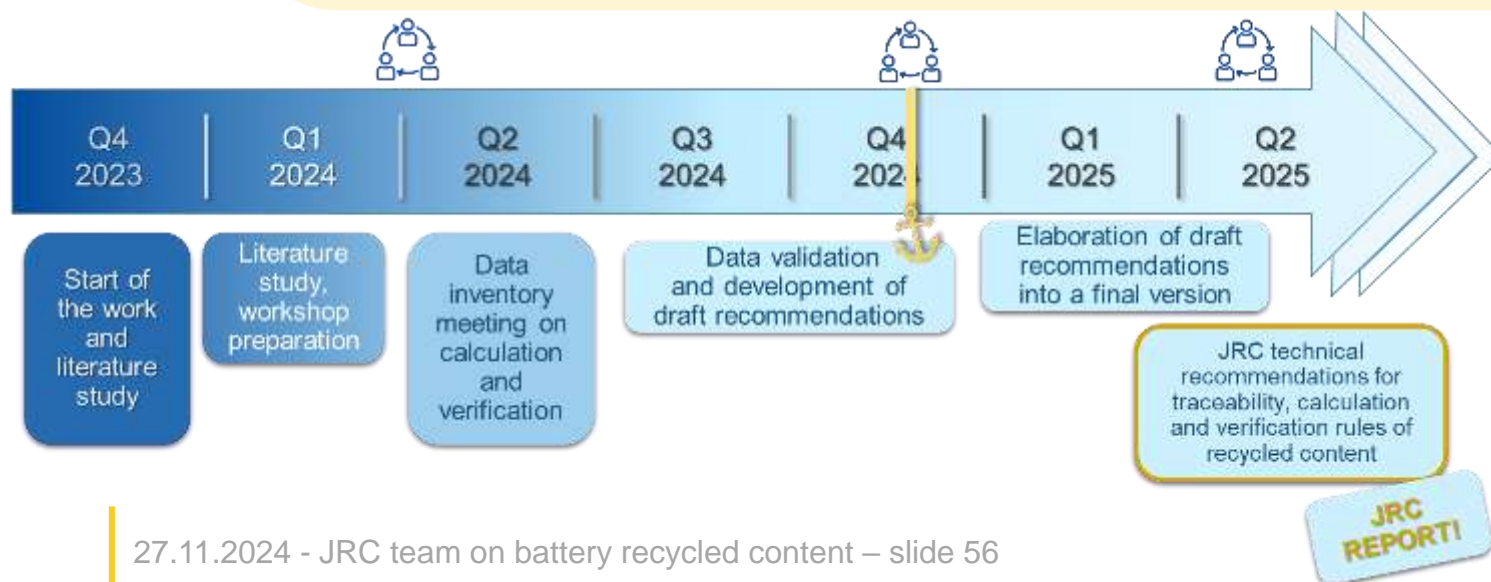 Q4
2023
Q1
2024
Q2
2024
Q3
2024
Q4
2024
Q1
2025
Q2
2025
Start of
the work
and
literature
study
Literature
study,
workshop
preparation
Data
inventory
meeting on
calculation
and
verification
Data validation
and development of
draft recommendations
Elaboration of draft
recommendations
into a final version
JRC technical
recommendations for
traceability, calculation
and verification rules of
recycled content
JRC
REPORT!
27.11.2024 - JRC team on battery recycled content – slide 56